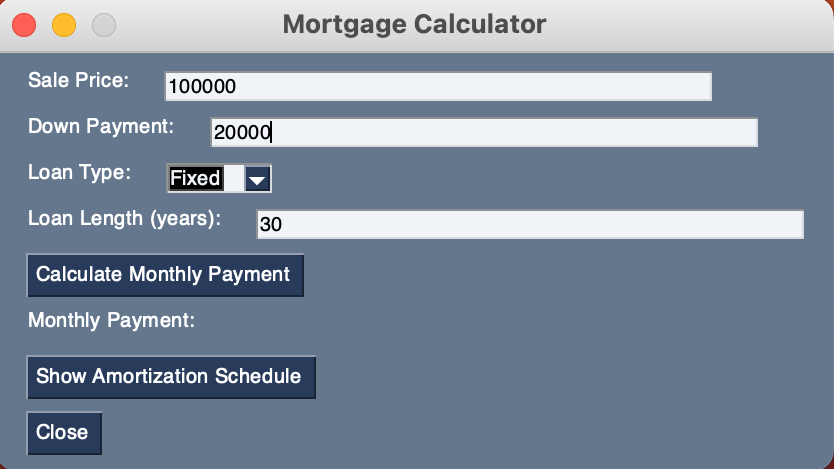 Mortgage Calculator
Sale Price: 100000
Down Payment: 20000
Loan Type: Fixed
Loan Length (years): 30
Calculate Monthly Payment
Monthly Payment:
Show Amortization Schedule
Close